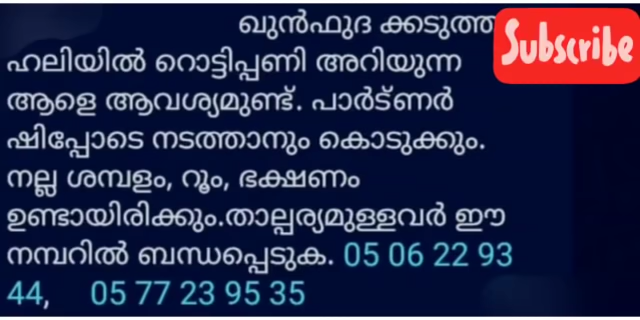 ഖുൻഫുദ ക്കടുത്ത
Subscribe
ഹലിയിൽ റൊട്ടിപ്പണി അറിയുന്ന
ആളെ ആവശ്യമുണ്ട്. പാർട്ണർ
ഷിപ്പോടെ നടത്താനും കൊടുക്കും.
നല്ല ശമ്പളം, റൂം, ഭക്ഷണം
ഉണ്ടായിരിക്കും.താല്പര്യമുള്ളവർ ഈ
നമ്പറിൽ ബന്ധപ്പെടുക. 05 06 22 93
44, 05 77 23 95 35